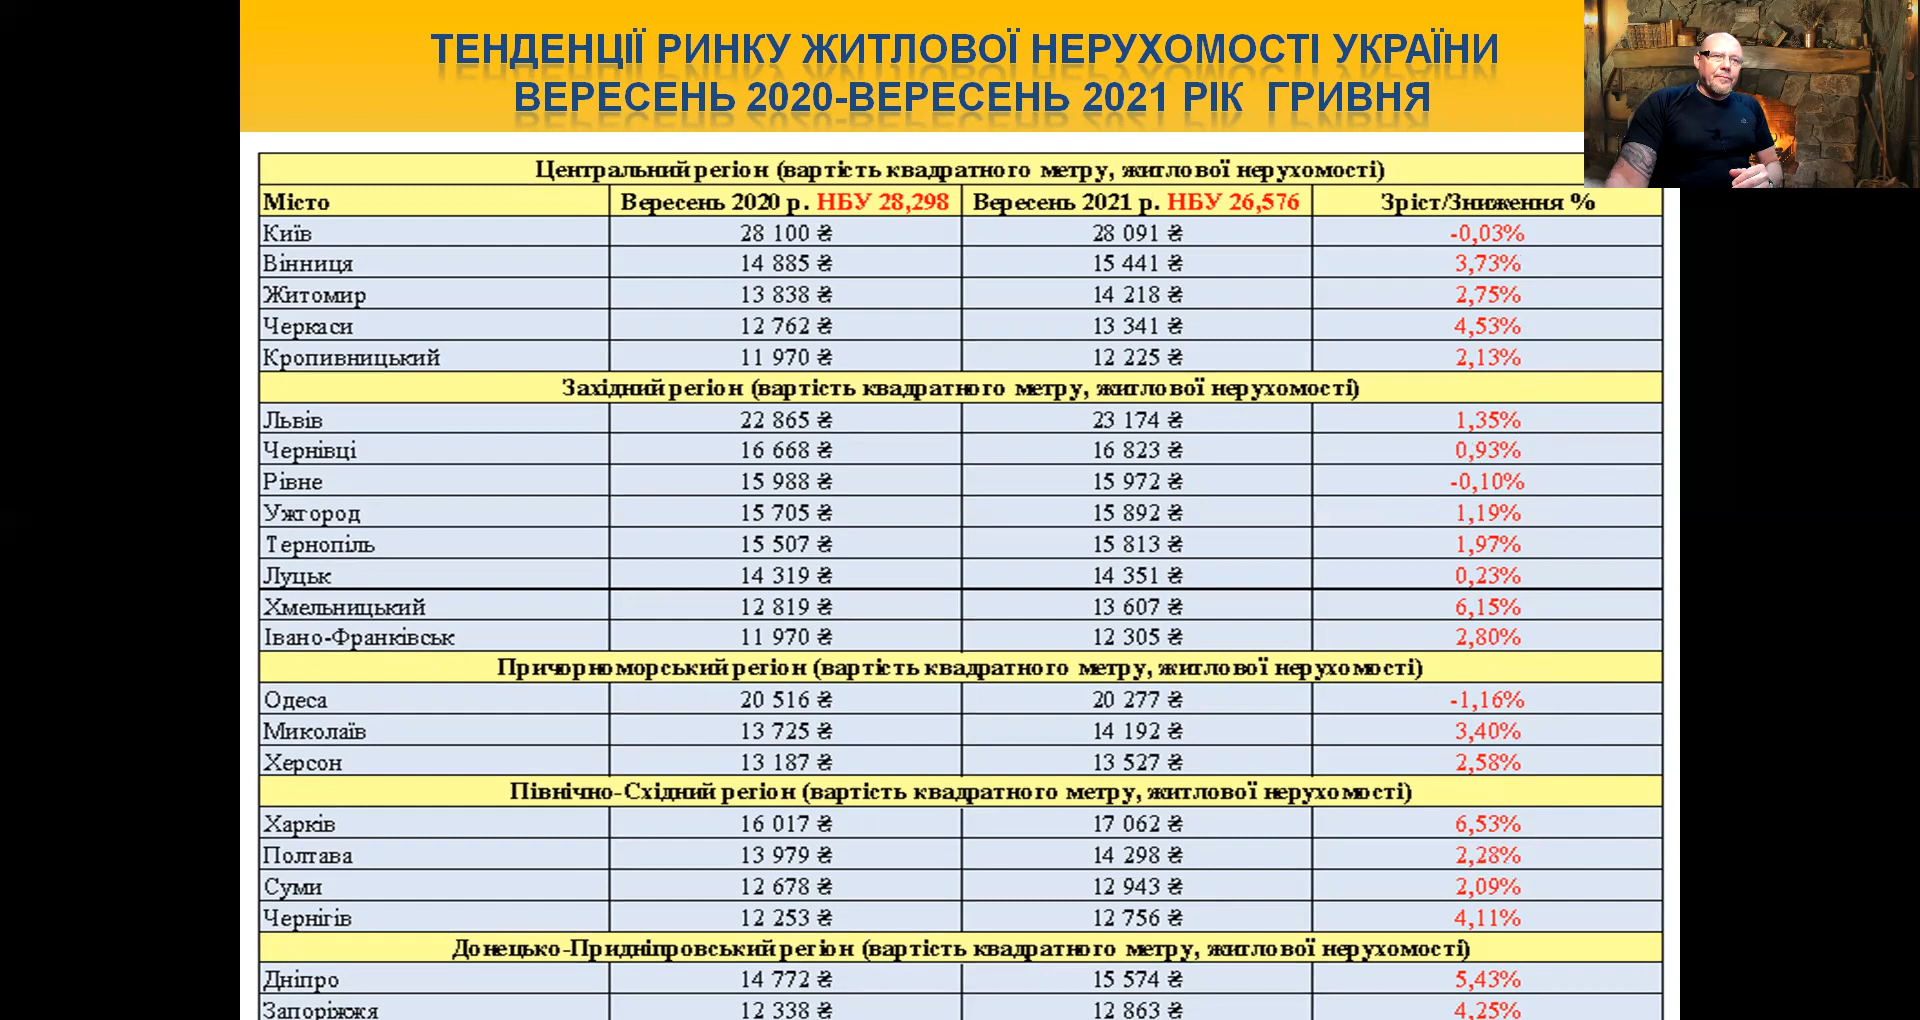 ТЕНДЕНЦІЇ РИНКУ ЖИТЛОВОЇ НЕРУХОМОСТІ УКРАЇНИ
ВЕРЕСЕНЬ 2020-ВЕРЕСЕНЬ 2021 РІК ГРИВНЯ
Центральний регіон (вартість квадратного метру, житлової нерухомості)
Місто Вересень 2020 р. НБУ 28,298 Вересень 2021 р. НБУ 26,576 Зріст/Зниження %
Київ 28 100 ₴ 28 091 ₴ -0,03%
Вінниця 14 885 ₴ 15 441 ₴ 3,73%
Житомир 13 838 ₴ 14 218 ₴ 2,75%
Черкаси 12 762 ₴ 13 341 ₴ 4,53%
Кропивницький 11 970 ₴ 12 225 ₴ 2,13%
Західний регіон (вартість квадратного метру, житлової нерухомості)
Львів 22 865 ₴ 23 174 ₴ 1,35%
Чернівці 16 668 ₴ 16 823 ₴ 0,93%
Рівне 15 988 ₴ 15 972 ₴ -0,10%
Ужгород 15 705 ₴ 15 892 ₴ 1,19%
Тернопіль 15 507 ₴ 15 813 ₴ 1,97%
Луцьк 14 319 ₴ 14 351 ₴ 0,23%
Хмельницький 12 819 ₴ 13 607 ₴ 6,15%
Івано-Франківськ 11 970 ₴ 12 305 ₴ 2,80%
Причорноморський регіон (вартість квадратного метру, житлової нерухомості)
Одеса 20 516 ₴ 20 277 ₴ -1,16%
Миколаїв 13 725 ₴ 14 192 ₴ 3,40%
Херсон 13 187 ₴ 13 527 ₴ 2,58%
Північно-Східний регіон (вартість квадратного метру, житлової нерухомості)
Харків 16 017 ₴ 17 062 ₴ 6,53%
Полтава 13 979 ₴ 14 298 ₴ 2,28%
Суми 12 678 ₴ 12 943 ₴ 2,09%
Чернігів 12 253 ₴ 12 756 ₴ 4,11%
Донецько-Придніпровський регіон (вартість квадратного метру, житлової нерухомості)
Дніпро 14 772 ₴ 15 574 ₴ 5,43%
Запоріжжя 12 338 ₴ 12 863 ₴ 4,25%